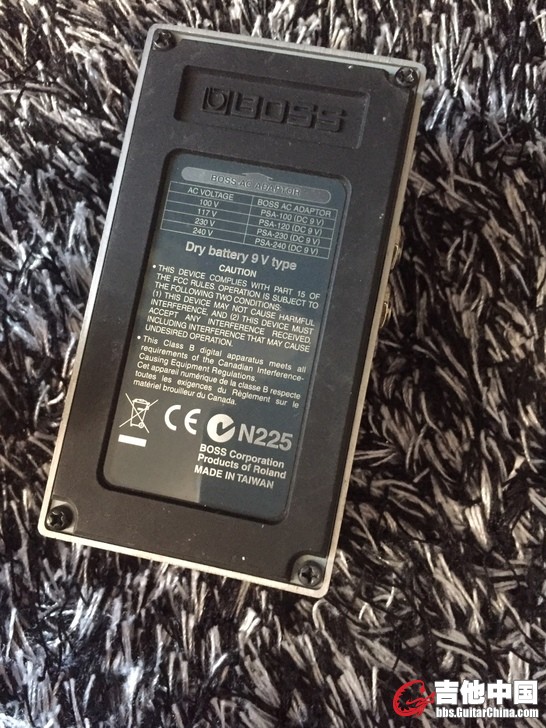 BOSS
BOSS AC ADAPTOR
AC VOLTAGE BOSS AC ADAPTOR
100 V PSA-100 (DC 9 V)
117 V PSA-120 (DC 9 V)
230 V PSA-230 (DC 9 V)
240 V PSA-240 (DC 9 V)
Dry battery 9 V type
CAUTION
• THIS DEVICE COMPLIES WITH PART 15 OF
THE FCC RULES. OPERATION IS SUBJECT TO
THE FOLLOWING TWO CONDITIONS:
(1) THIS DEVICE MAY NOT CAUSE HARMFUL
INTERFERENCE, AND (2) THIS DEVICE MUST
ACCEPT ANY INTERFERENCE RECEIVED,
INCLUDING INTERFERENCE THAT MAY CAUSE
UNDESIRED OPERATION.
• This Class B digital apparatus meets all
requirements of the Canadian Interference-
Causing Equipment Regulations.
Cet appareil numérique de la classe B respecte
toutes les exigences du Règlement sur le
matériel brouilleur du Canada.
CE N225
BOSS Corporation
Products of Roland
MADE IN TAIWAN
吉他中国
bbs.GuitarChina.com